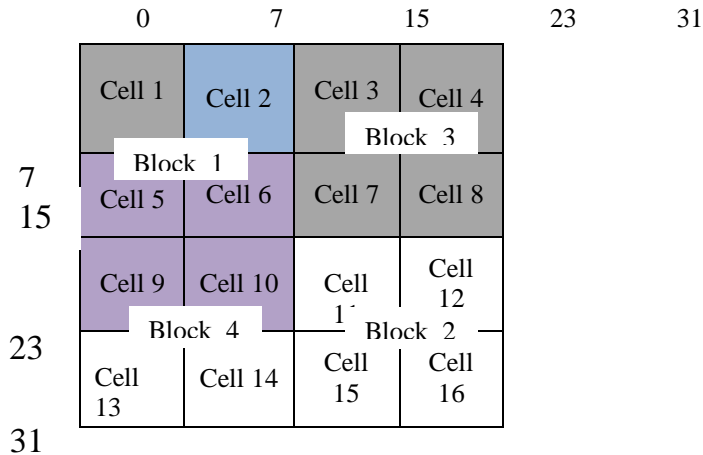 0 7 15 23 31
Cell 1 Cell 2 Cell 3 Cell 4
Block 1 Block 3
7
15
Cell 5 Cell 6 Cell 7 Cell 8
Cell 9 Cell 10 Cell Cell
12
Block 4 Block 2
23
Cell
13
Cell 14
Cell
15
Cell
16
31